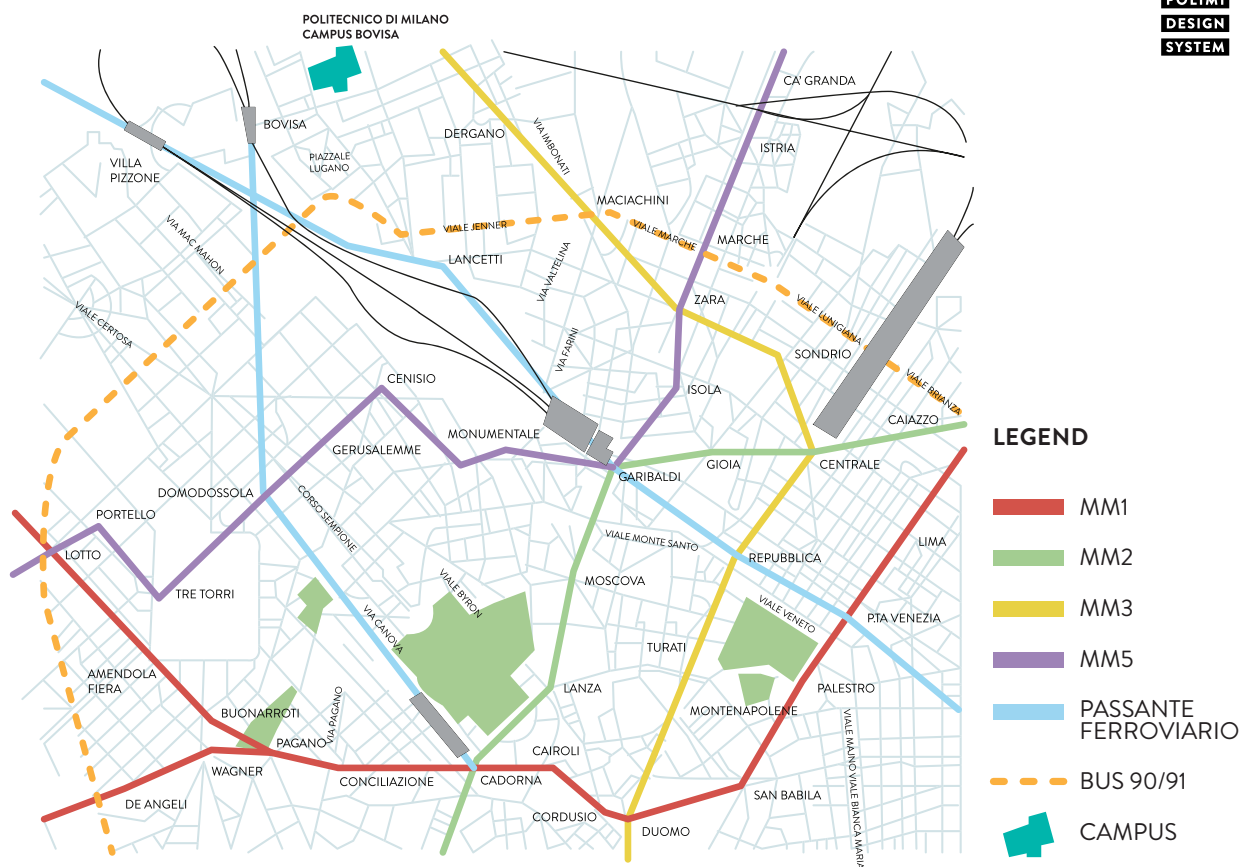 POLIMI
DESIGN
SYSTEM
POLITECNICO DI MILANO
CAMPUS BOVISA
CA' GRANDA
BOVISA
DERGANO
VIA IMBONATI
ISTRIA
VILLA
PIZZONE
PIAZZALE
LUGANO
MACIACHINI
VIALE JENNER
VIALE MARCHE
MARCHE
VIA MAC MAHON
LANCETTI
VIA VALTELINA
VIALE CERTOSA
ZARA
VIALE LUNIGIANA
VIA FARINI
SONDRIO
CENISIO
ISOLA
VIALE BRIANZA
CAIAZZO
MONUMENTALE
GERUSALEMME
GIOIA
CENTRALE
GARIBALDI
DOMODOSSOLA
CORSO SEMPIONE
PORTELLO
LOTTO
VIALE MONTE SANTO
REPUBBLICA
LIMA
TRE TORRI
VIALE BYRON
MOSCOVA
VIALE VENETO
P.TA VENEZIA
VIA CANOVA
TURATI
AMENDOLA
FIERA
LANZA
PALESTRO
BUONARROTI
VIA PAGANO
MONTENAPOLENE
VIALE MAJNO
VIALE BIANCA MARIA
PAGANO
CAIROLI
WAGNER
CONCILIAZIONE
CADORNA
DE ANGELI
SAN BABILA
CORDUSIO
DUOMO
LEGEND
MM1
MM2
MM3
MM5
PASSANTE
FERROVIARIO
BUS 90/91
CAMPUS